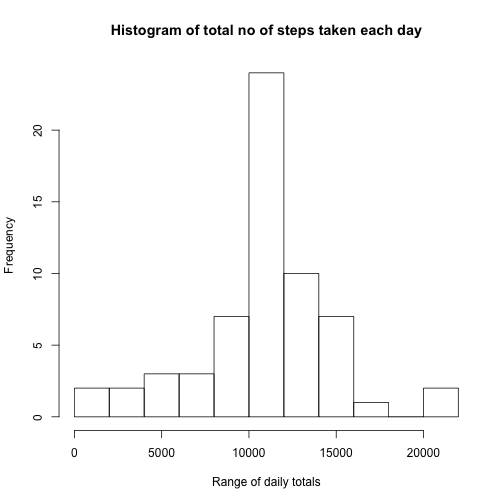 Histogram of total no of steps taken each day
Frequency
20
15
10
5
0
0 5000 10000 15000 20000
Range of daily totals